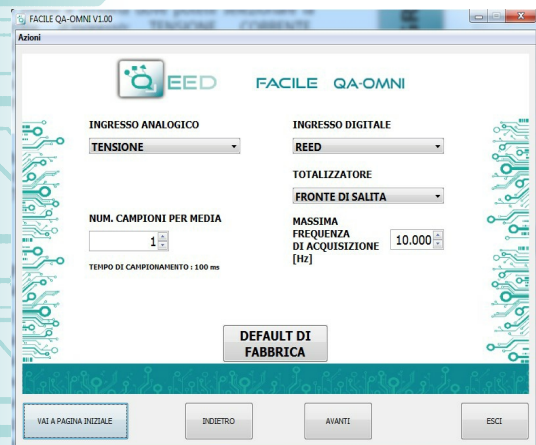 FACILE QA-OMNI V1.00
Azioni
QEED FACILE QA-OMNI
INGRESSO ANALOGICO
TENSIONE
INGRESSO DIGITALE
REED
TOTALIZZATORE
FRONTE DI SALITA
NUM. CAMPIONI PER MEDIA
1
TEMPO DI CAMPIONAMENTO : 100 ms
MASSIMA
FREQUENZA
DI ACQUISIZIONE
[Hz]
10.000
DEFAULT DI
FABBRICA
VAI A PAGINA INIZIALE
INDIETRO
AVANTI
ESCI